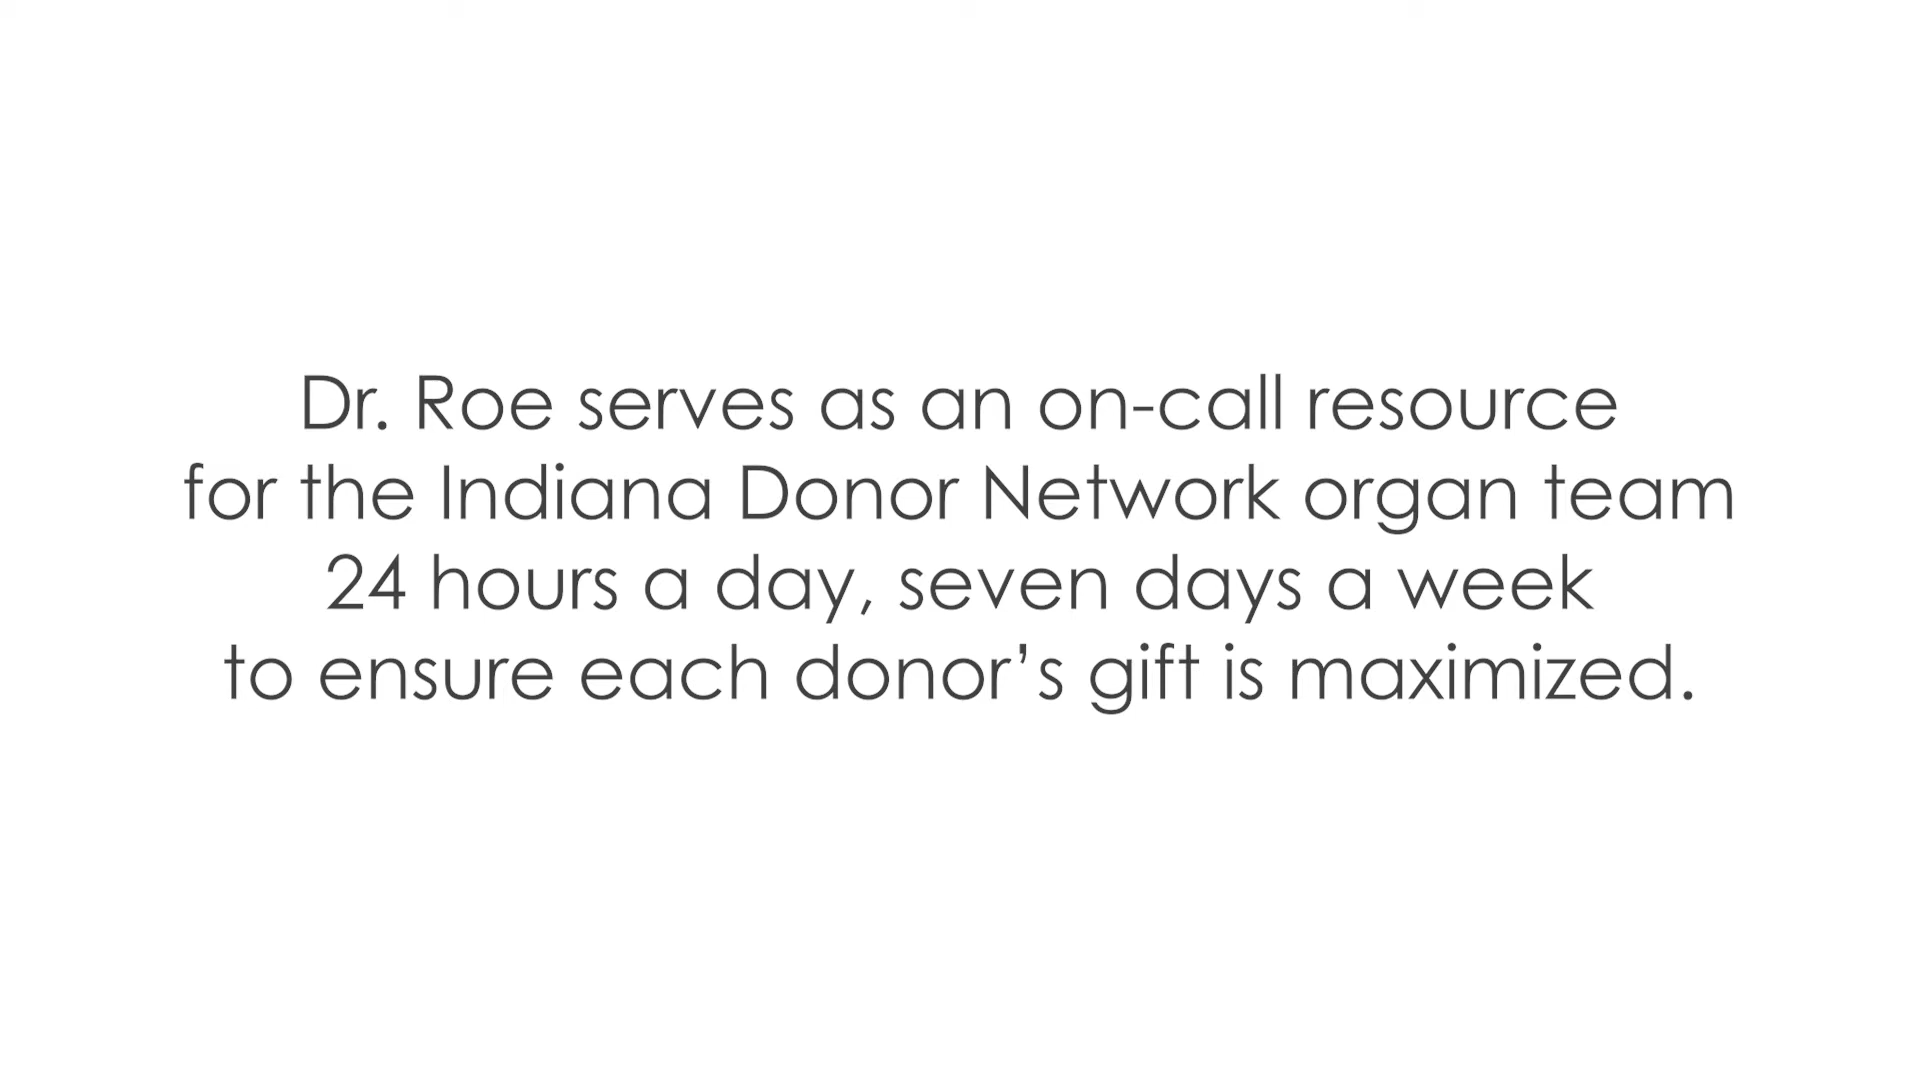 Dr. Roe serves as an on-call resource
for the Indiana Donor Network organ team
24 hours a day, seven days a week
to ensure each donor’s gift is maximized.